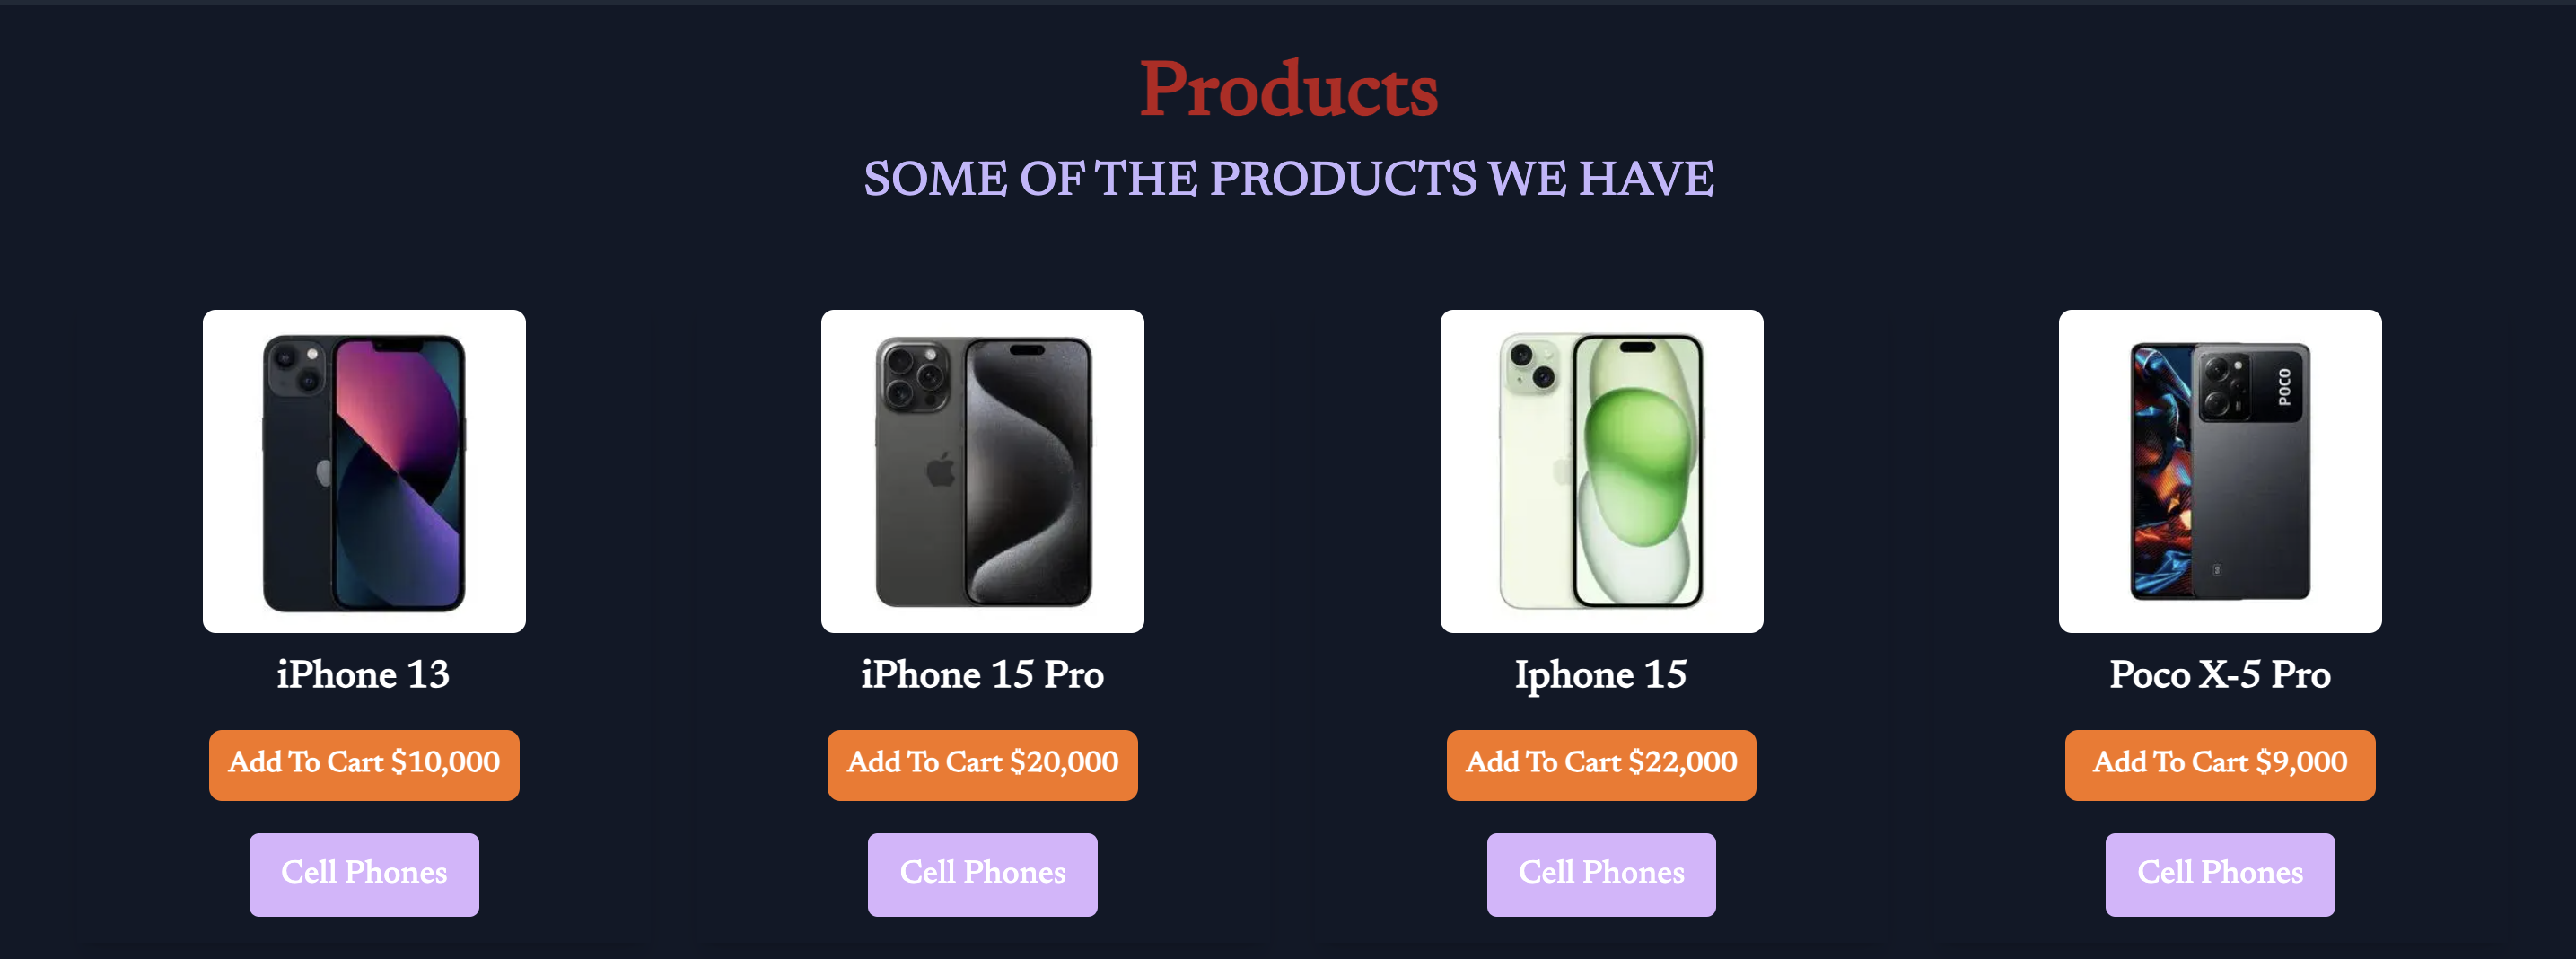 Products
SOME OF THE PRODUCTS WE HAVE
POCO
iPhone 13
iPhone 15 Pro
Iphone 15
Poco X-5 Pro
Add To Cart $10,000
Add To Cart $20,000
Add To Cart $22,000
Add To Cart $9,000
Cell Phones
Cell Phones
Cell Phones
Cell Phones